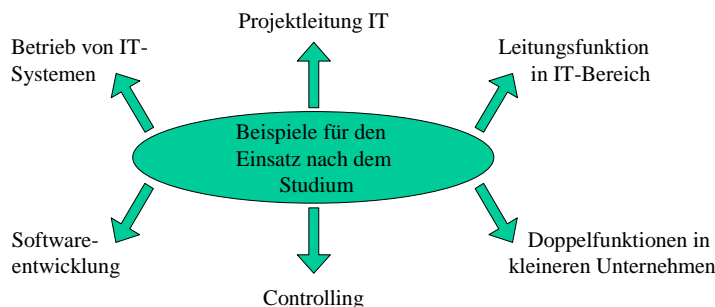 Projektleitung IT
Betrieb von IT-
Systemen
Leitungsfunktion
in IT-Bereich
Beispiele für den
Einsatz nach dem
Studium
Software-
entwicklung
Doppelfunktionen in
kleineren Unternehmen
Controlling